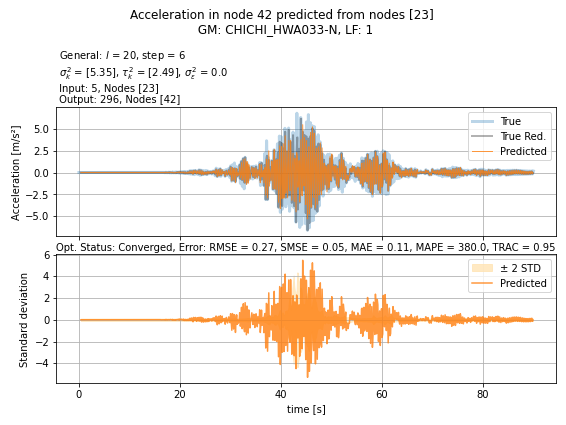 Acceleration in node 42 predicted from nodes [23]
GM: CHICHI_HWA033-N, LF: 1
General: l = 20, step = 6
σ²ₖ = [5.35], τ²ₖ = [2.49], σ²ε = 0.0
Input: 5, Nodes [23]
Output: 296, Nodes [42]
True
True Red.
Predicted
Acceleration [m/s²]
5.0
2.5
0.0
−2.5
−5.0
Opt. Status: Converged, Error: RMSE = 0.27, SMSE = 0.05, MAE = 0.11, MAPE = 380.0, TRAC = 0.95
± 2 STD
Predicted
Standard deviation
6
4
2
0
−2
−4
0 20 40 60 80
time [s]